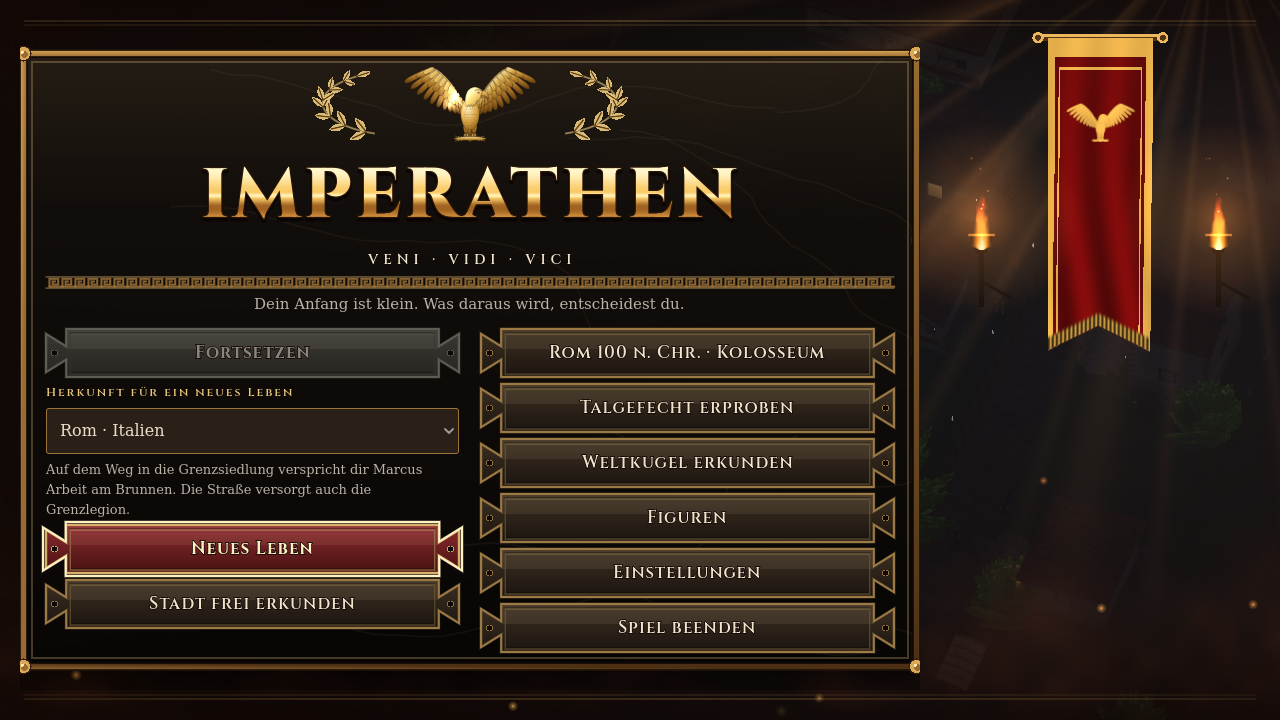 IMPERATHEN
VENI · VIDI · VICI
Dein Anfang ist klein. Was daraus wird, entscheidest du.
Fortsetzen
Herkunft für ein neues Leben
Rom · Italien
Auf dem Weg in die Grenzsiedlung verspricht dir Marcus
Arbeit am Brunnen. Die Straße versorgt auch die
Grenzlegion.
Neues Leben
Stadt frei erkunden
Rom 100 n. Chr. · Kolosseum
Talgefecht erproben
Weltkugel erkunden
Figuren
Einstellungen
Spiel beenden